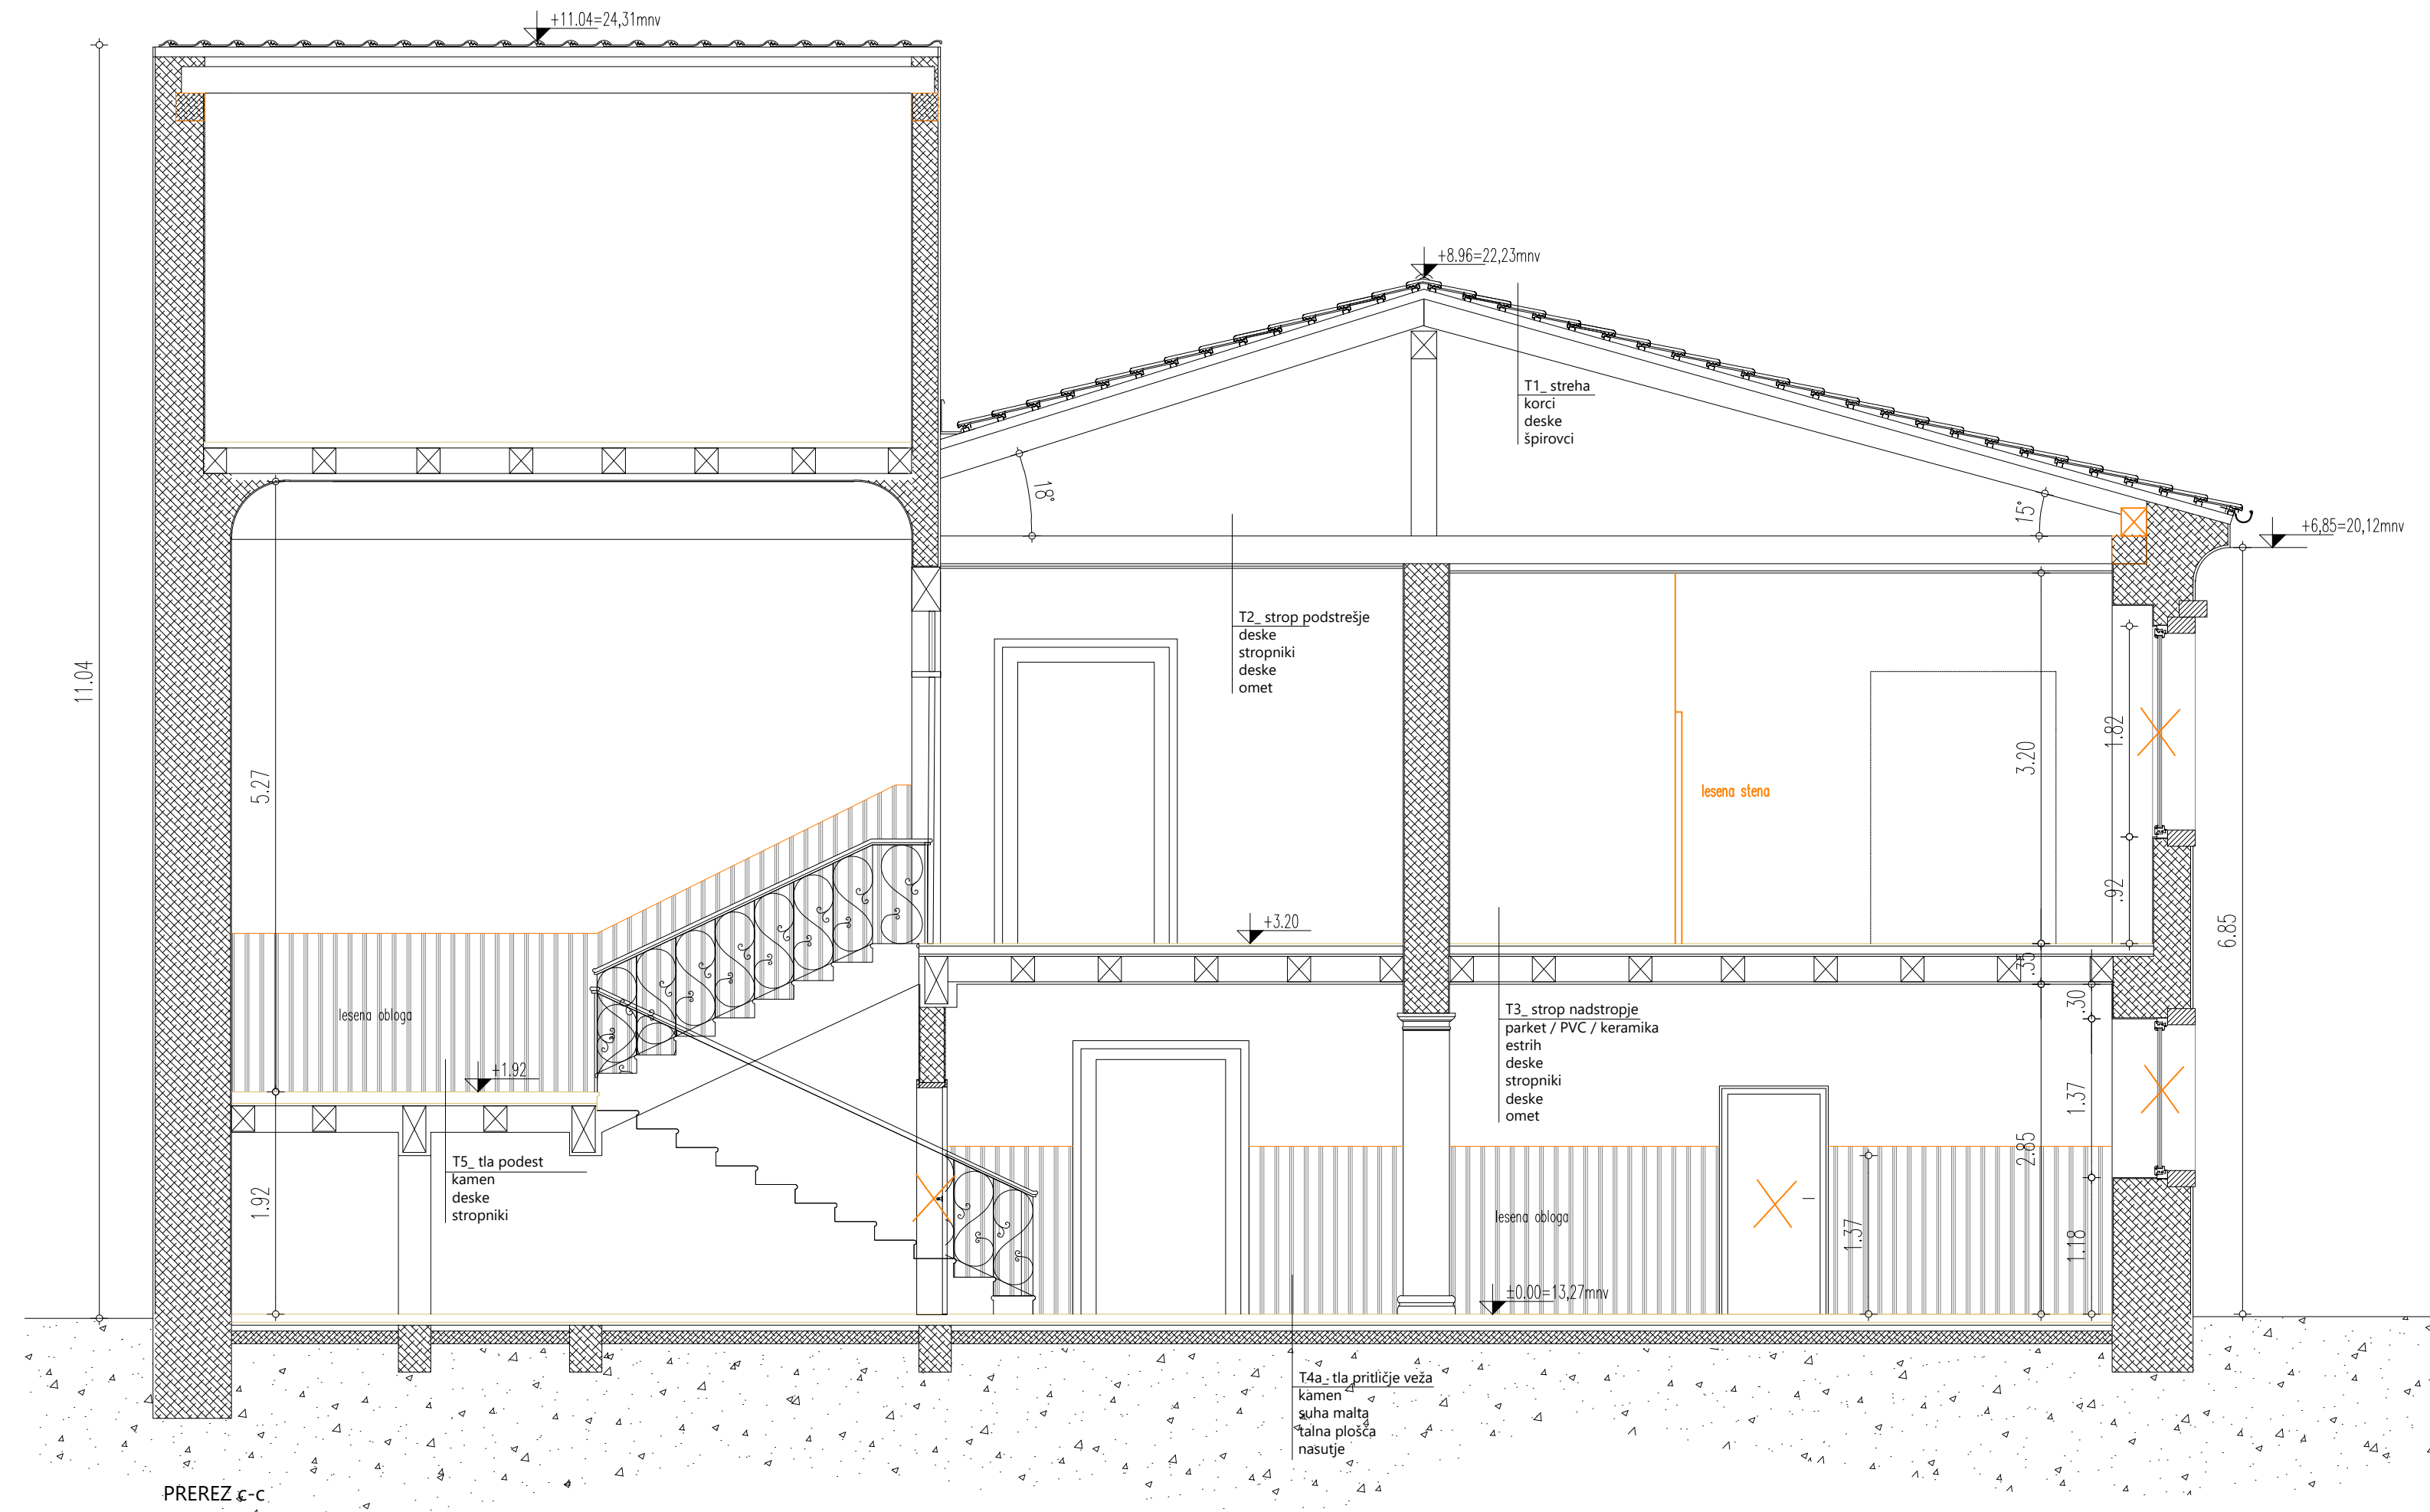 +11.04=24,31mnv
+8.96=22,23mnv
T1_ streha
korci
deske
špirovci
18°
15°
+6,85=20,12mnv
T2_ strop podstrešje
deske
stropniki
deske
omet
11.04
5.27
3.20
1.82
.92
6.85
lesena stena
+3.20
.35
.30
lesena obloga
+1.92
T3_ strop nadstropje
parket / PVC / keramika
estrih
deske
stropniki
deske
omet
1.37
2.85
T5_ tla podest
kamen
deske
stropniki
1.92
lesena obloga
1.37
1.18
±0.00=13,27mnv
T4a_ tla pritličje veža
kamen
suha malta
talna plošča
nasutje
PREREZ c-c